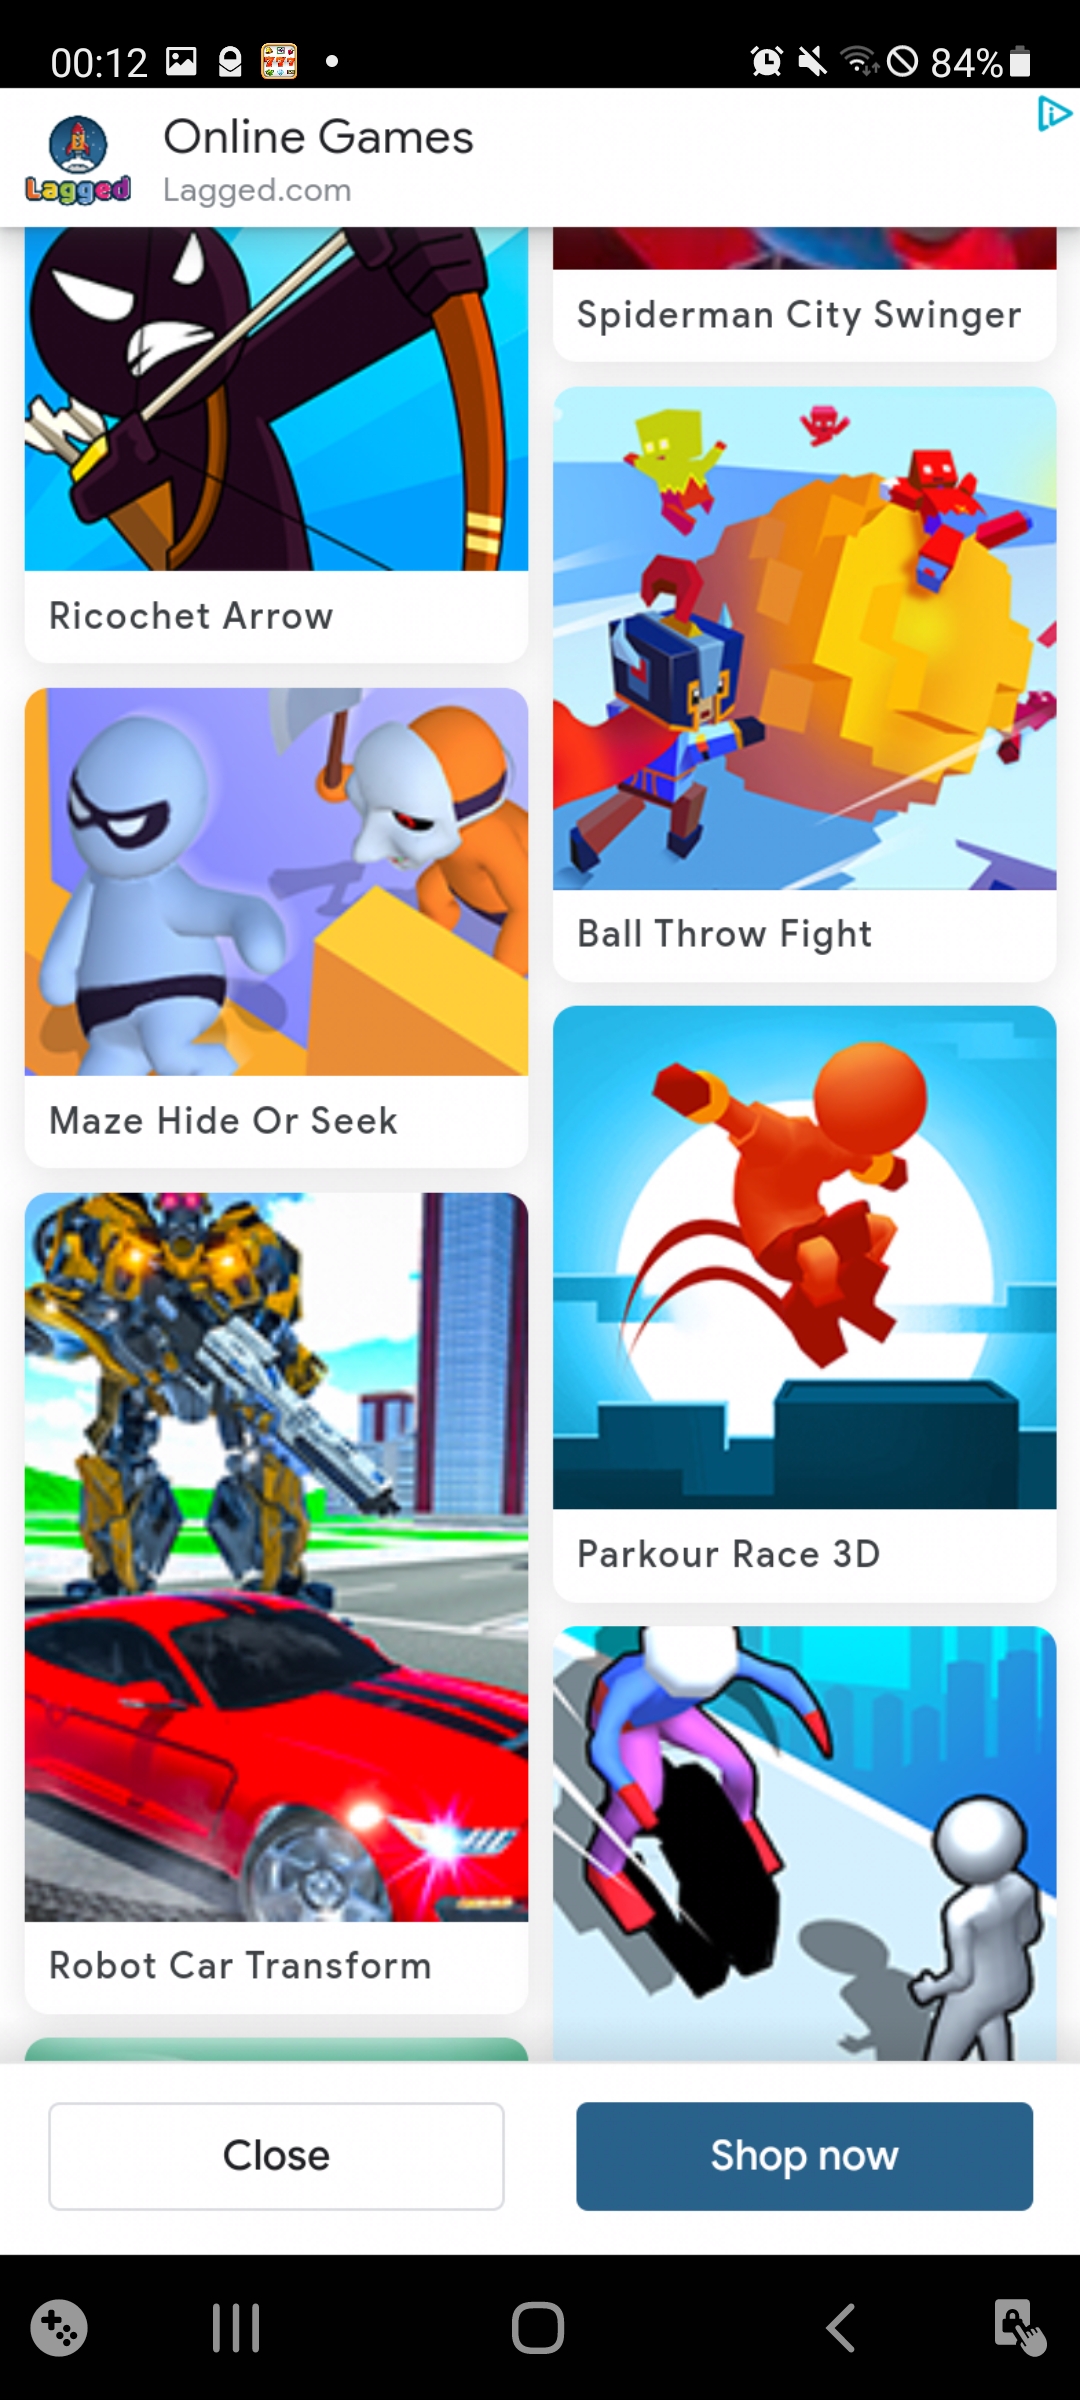 00:12
84%
Online Games
Lagged
Lagged.com
Spiderman City Swinger
Ricochet Arrow
Ball Throw Fight
Maze Hide Or Seek
Parkour Race 3D
Robot Car Transform
Close
Shop now